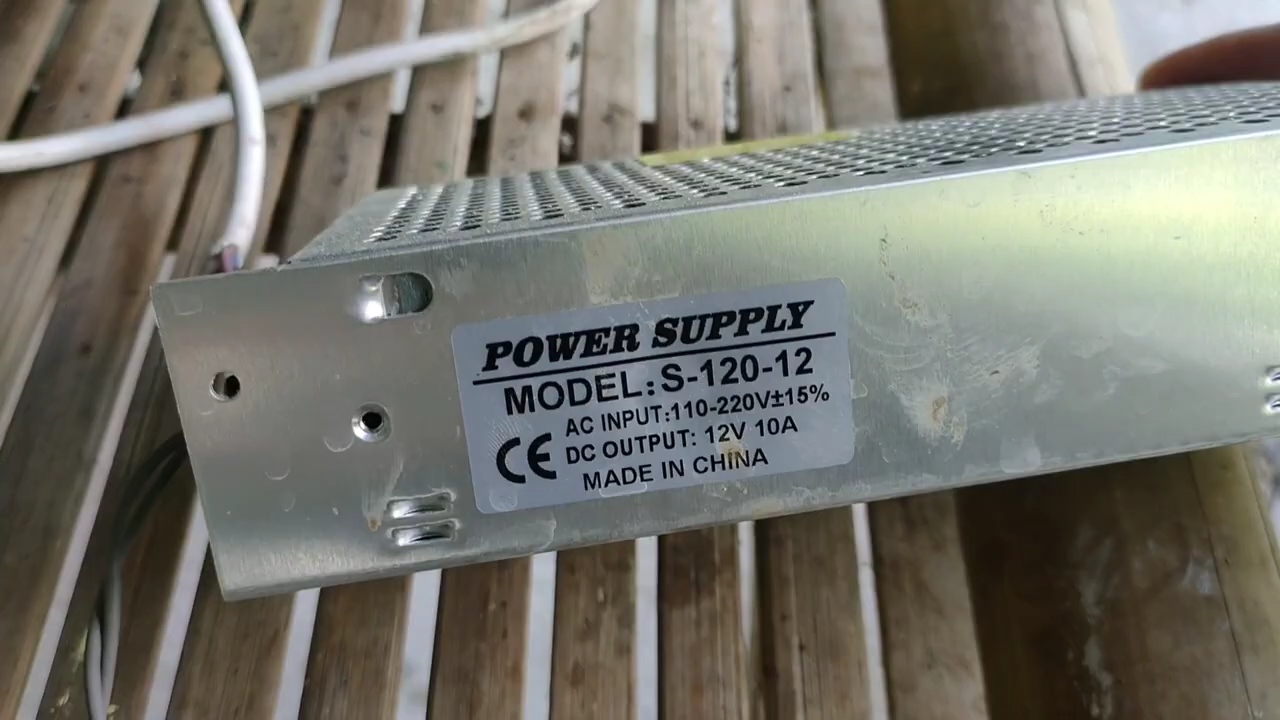 POWER SUPPLY
MODEL: S-120-12
AC INPUT:110-220V±15%
CE DC OUTPUT: 12V 10A
MADE IN CHINA